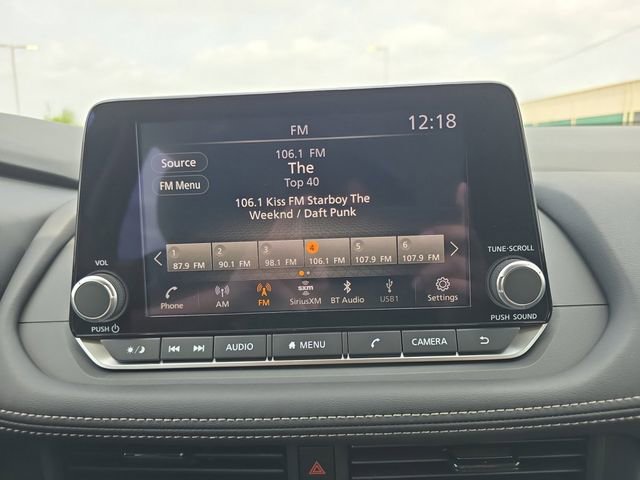 FM
12:18
Source
FM Menu
106.1 FM
The
Top 40
106.1 Kiss FM Starboy The
Weeknd / Daft Punk
1 2 3 4 5 6
87.9 FM 90.1 FM 98.1 FM 106.1 FM 107.9 FM 107.9 FM
sxm
Phone AM FM SiriusXM BT Audio USB1 Settings
VOL
PUSH
TUNE·SCROLL
PUSH SOUND
AUDIO MENU CAMERA